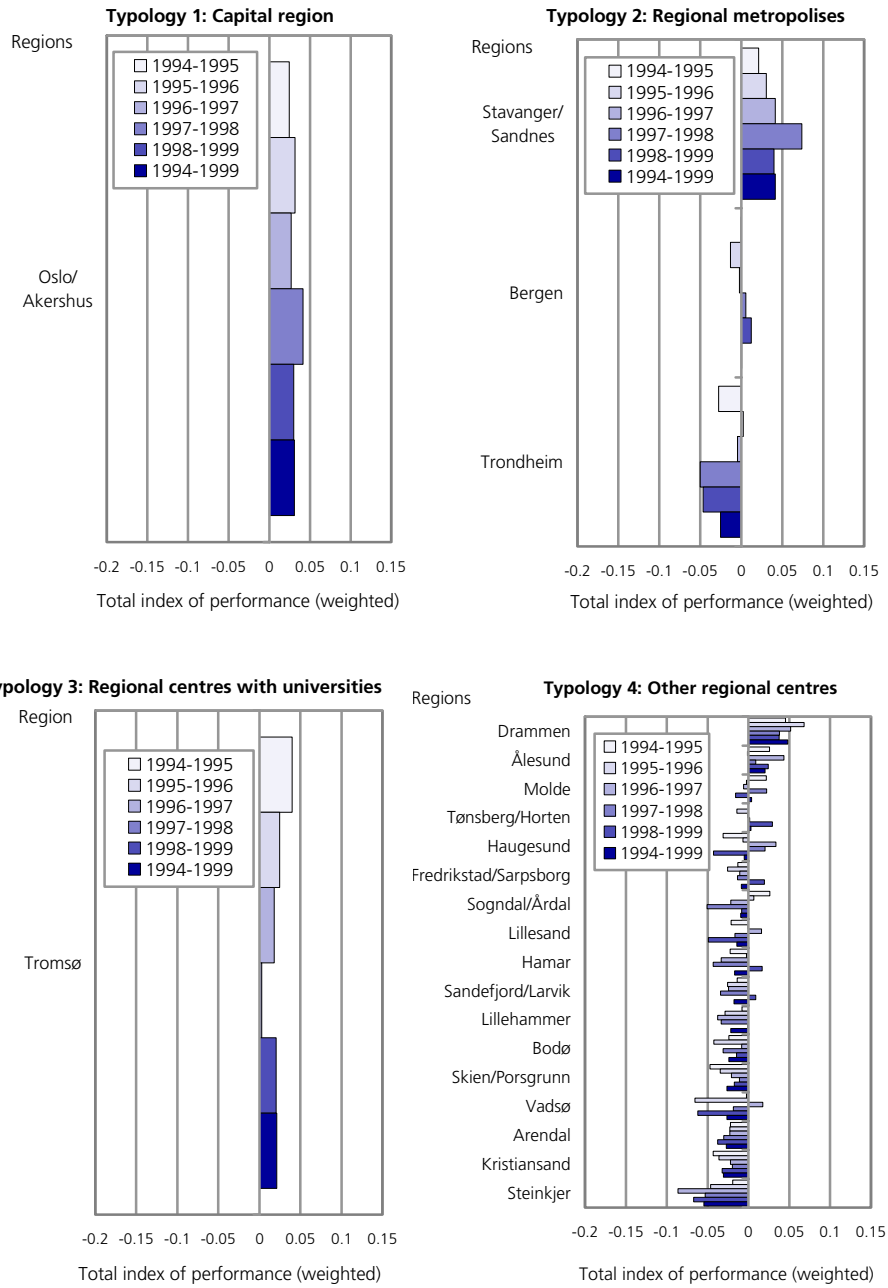 Typology 1: Capital region
Regions
1994-1995
1995-1996
1996-1997
1997-1998
1998-1999
1994-1999
Oslo/
Akershus
-0.2 -0.15 -0.1 -0.05 0 0.050 0.1 0.15
Total index of performance (weighted)
Typology 2: Regional metropolises
Regions
1994-1995
1995-1996
1996-1997
1997-1998
1998-1999
1994-1999
Stavanger/
Sandnes
Bergen
Trondheim
-0.2 -0.15 -0.1 -0.05 0 0.050 0.1 0.15
Total index of performance (weighted)
ypology 3: Regional centres with universities
Region
1994-1995
1995-1996
1996-1997
1997-1998
1998-1999
1994-1999
Tromsø
-0.2 -0.15 -0.1 -0.05 0 0.050 0.1 0.15
Total index of performance (weighted)
Typology 4: Other regional centres
Regions
1994-1995
1995-1996
1996-1997
1997-1998
1998-1999
1994-1999
Drammen
Ålesund
Molde
Tønsberg/Horten
Haugesund
Fredrikstad/Sarpsborg
Sogndal/Årdal
Lillesand
Hamar
Sandefjord/Larvik
Lillehammer
Bodø
Skien/Porsgrunn
Vadsø
Arendal
Kristiansand
Steinkjer
-0.2 -0.15 -0.1 -0.05 0 0.050 0.1 0.15
Total index of performance (weighted)